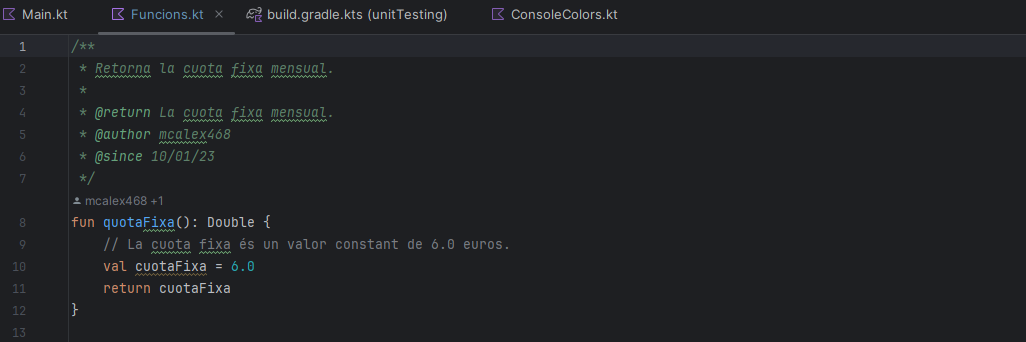 Main.kt Funcions.kt × build.gradle.kts (unitTesting) ConsoleColors.kt
1 /**
2 * Retorna la cuota fixa mensual.
3 *
4 * @return La cuota fixa mensual.
5 * @author mcalex468
6 * @since 10/01/23
7 */
mcalex468 +1
8 fun quotaFixa(): Double {
9 // La cuota fixa és un valor constant de 6.0 euros.
10 val cuotaFixa = 6.0
11 return cuotaFixa
12 }
13